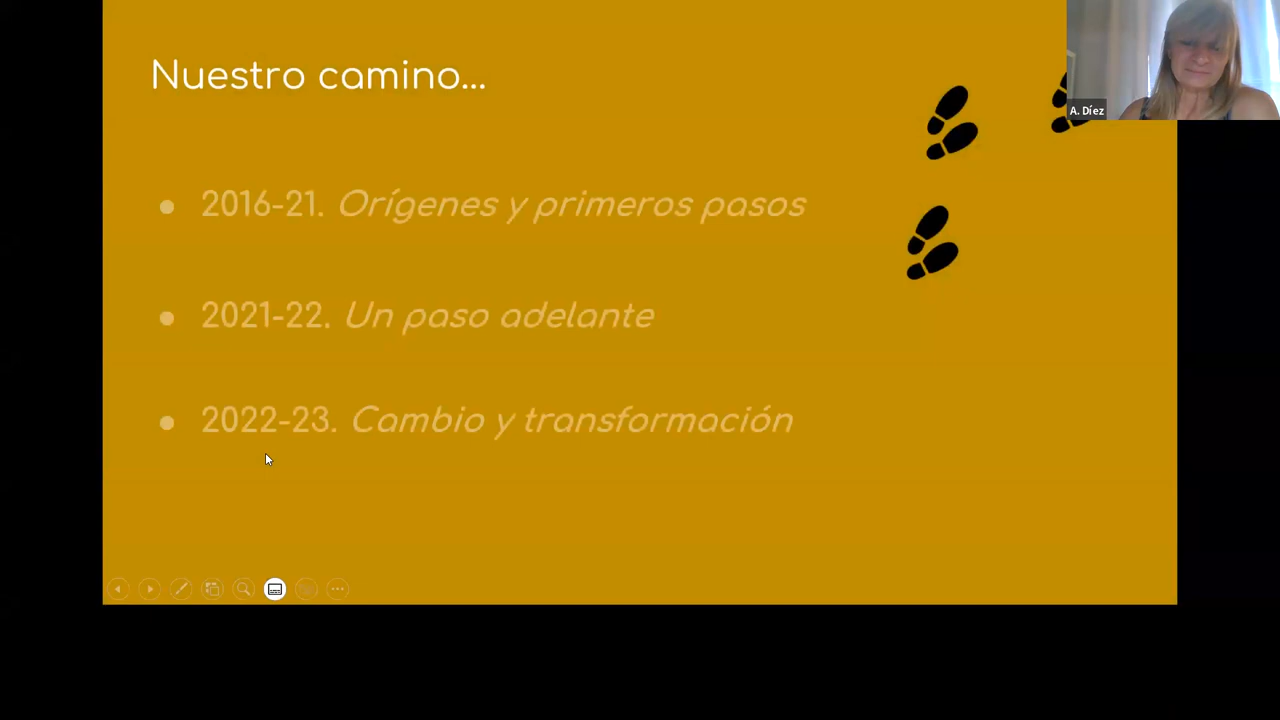 Nuestro camino...
A. Díez
● 2016-21. Orígenes y primeros pasos
● 2021-22. Un paso adelante
● 2022-23. Cambio y transformación